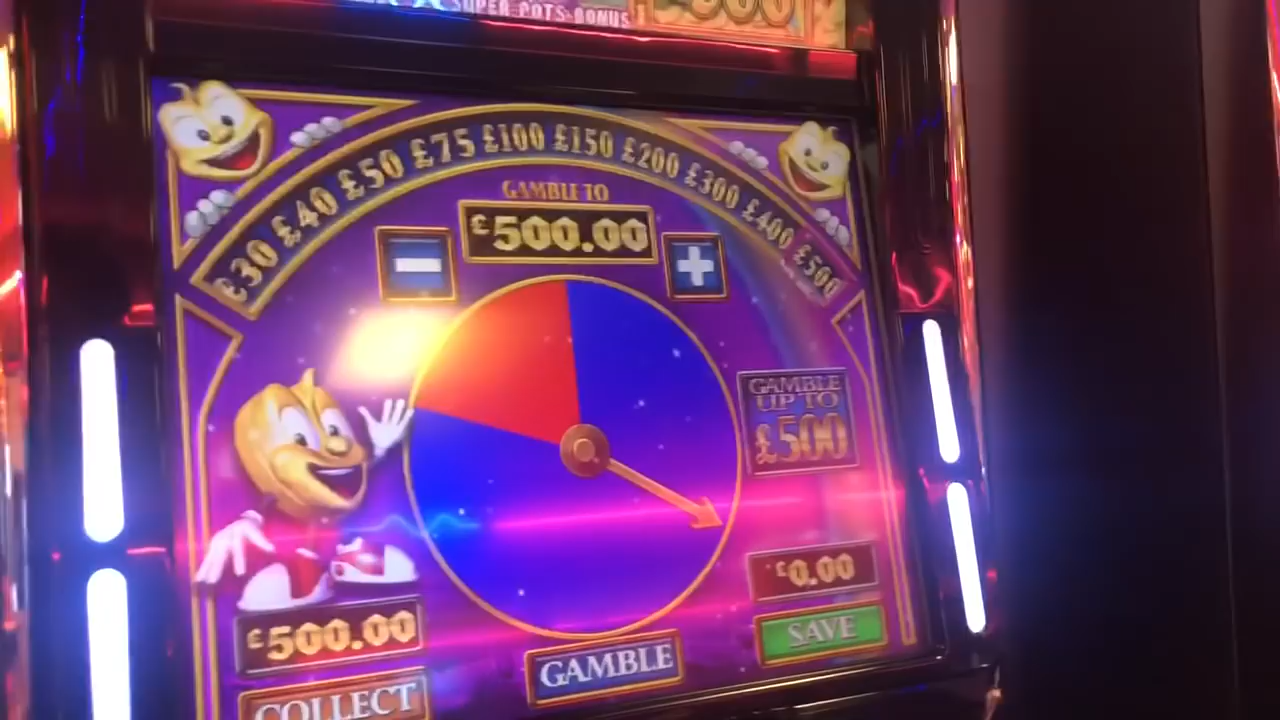 SUPER POTS BONUS
500
£30 £40 £50 £75 £100 £150 £200 £300 £400 £500
GAMBLE TO
£500.00
GAMBLE
UP TO
£500
£0.00
SAVE
£500.00
GAMBLE
COLLECT